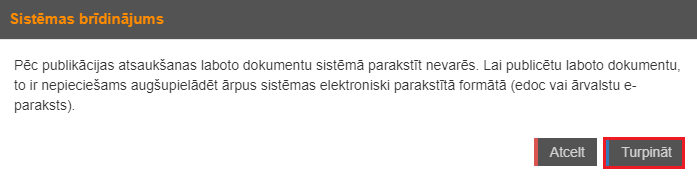 Sistēmas brīdinājums
Pēc publikācijas atsaukšanas laboto dokumentu sistēmā parakstīt nevarēs. Lai publicētu laboto dokumentu,
to ir nepieciešams augšupielādēt ārpus sistēmas elektroniski parakstītā formātā (edoc vai ārvalstu e-
paraksts).
Atcelt Turpināt